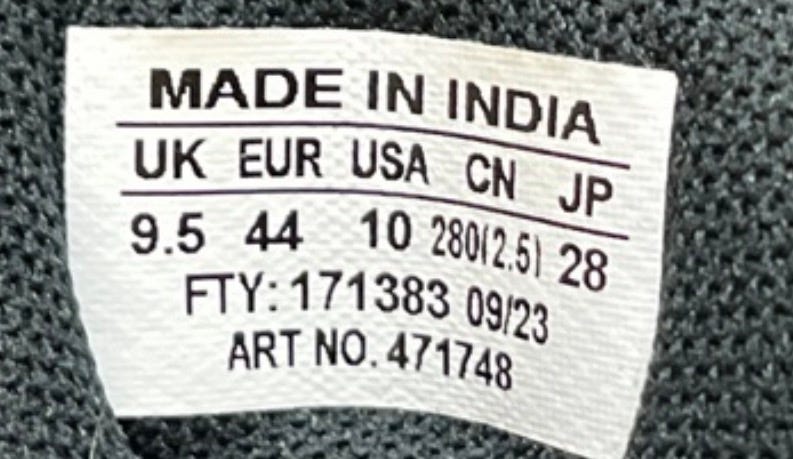 MADE IN INDIA
UK EUR USA CN JP
9.5 44 10 280(2.5) 28
FTY: 171383 09/23
ART NO. 471748